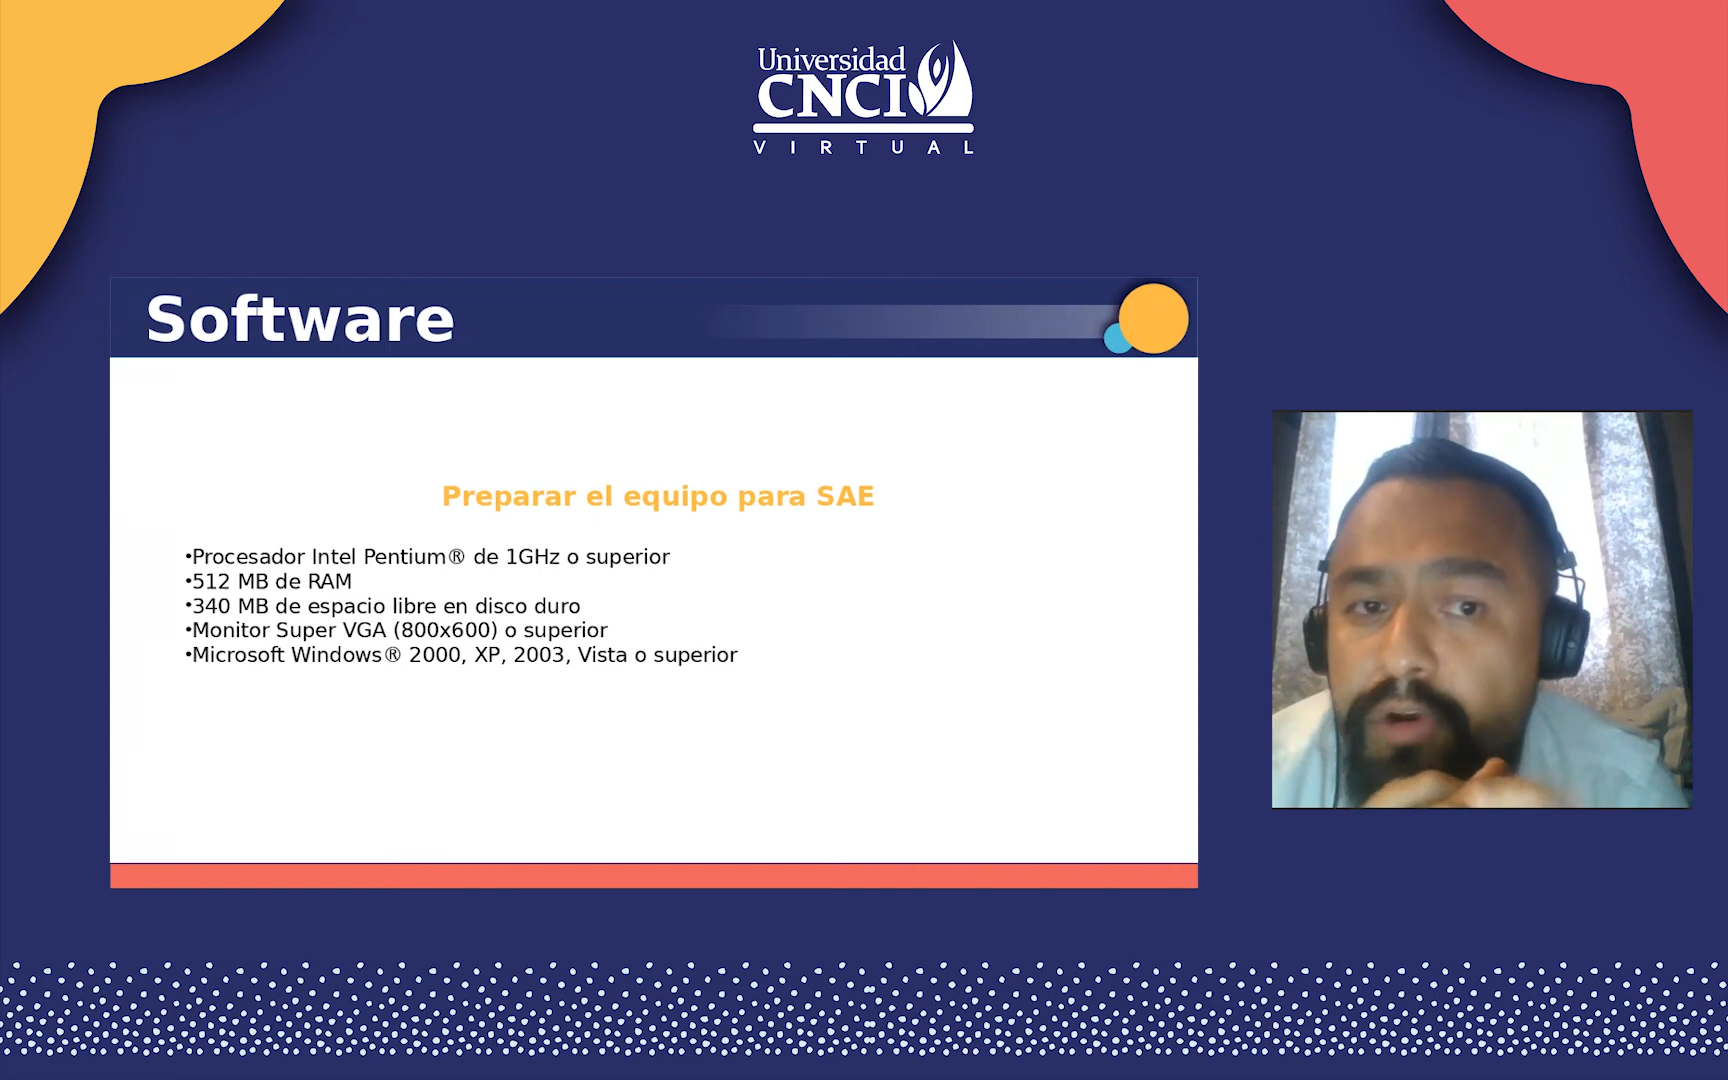 Universidad
CNCI
VIRTUAL
Software
Preparar el equipo para SAE
•Procesador Intel Pentium® de 1GHz o superior
•512 MB de RAM
•340 MB de espacio libre en disco duro
•Monitor Super VGA (800x600) o superior
•Microsoft Windows® 2000, XP, 2003, Vista o superior